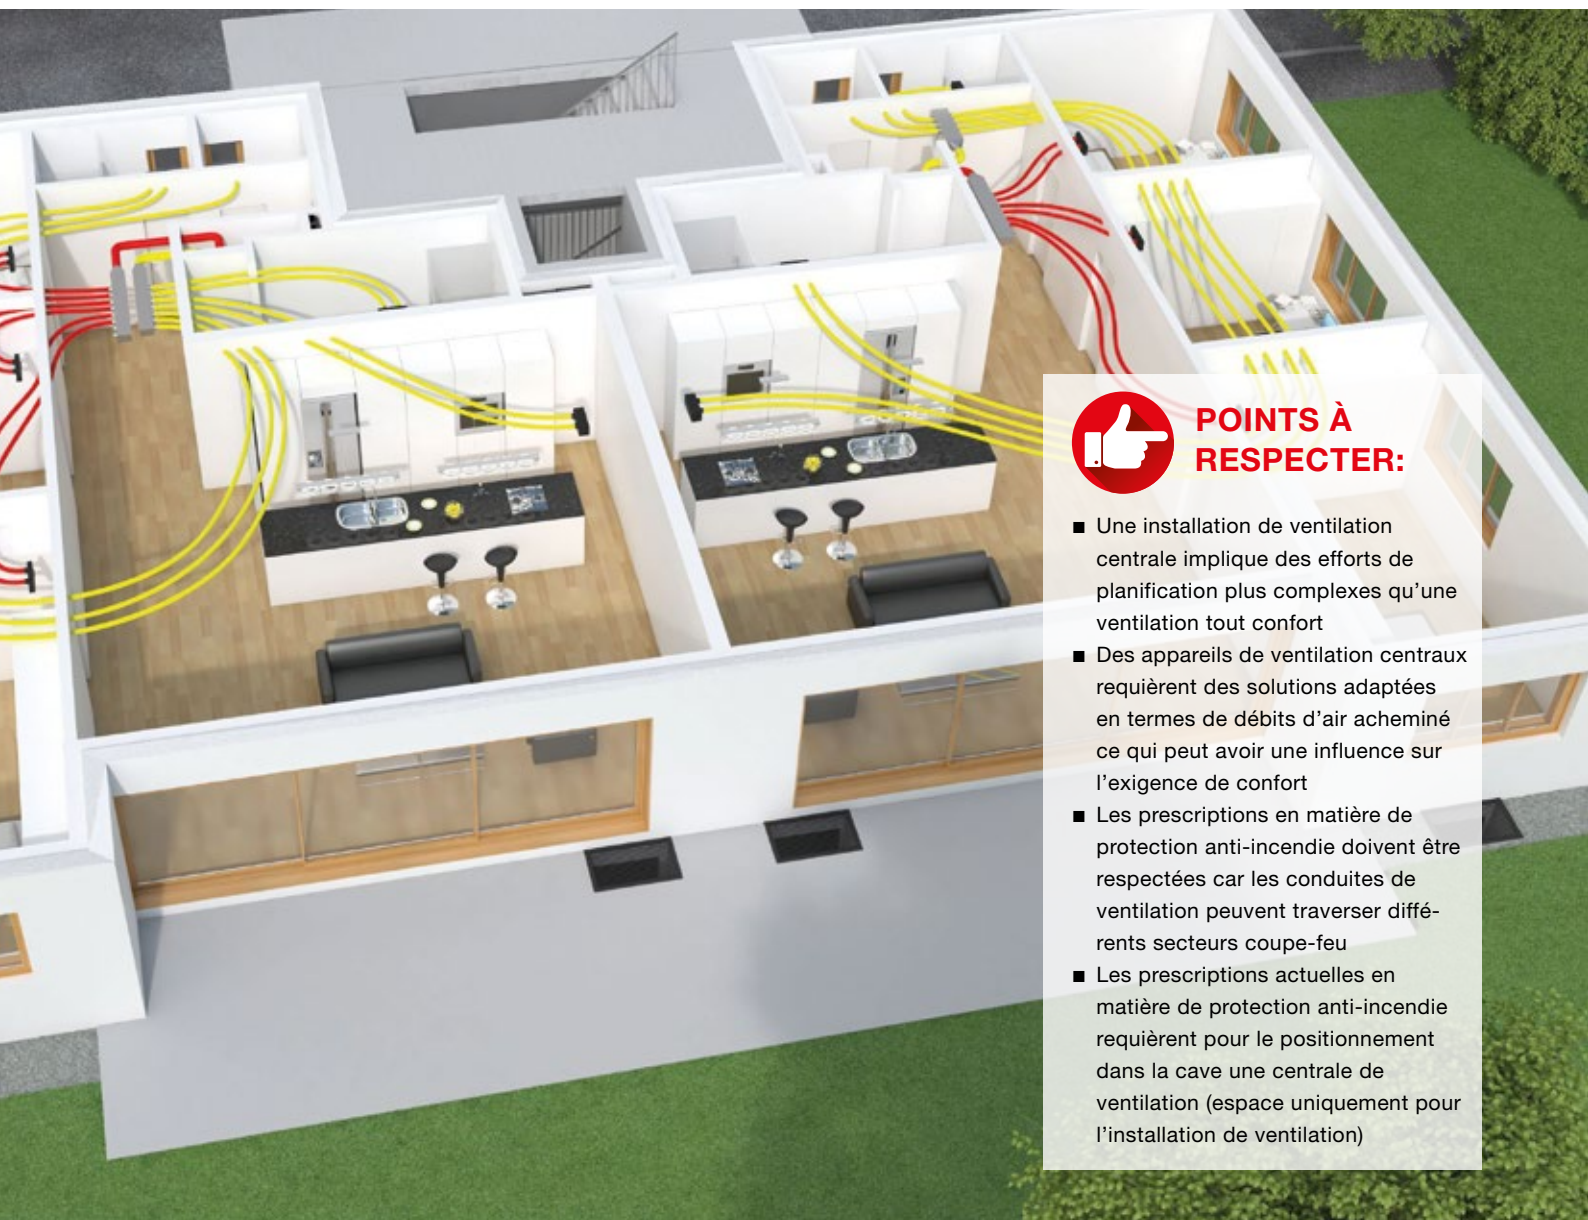 POINTS À
RESPECTER:
■ Une installation de ventilation
centrale implique des efforts de
planification plus complexes qu'une
ventilation tout confort
■ Des appareils de ventilation centraux
requièrent des solutions adaptées
en termes de débits d'air acheminé
ce qui peut avoir une influence sur
l'exigence de confort
■ Les prescriptions en matière de
protection anti-incendie doivent être
respectées car les conduites de
ventilation peuvent traverser diffé-
rents secteurs coupe-feu
■ Les prescriptions actuelles en
matière de protection anti-incendie
requièrent pour le positionnement
dans la cave une centrale de
ventilation (espace uniquement pour
l'installation de ventilation)